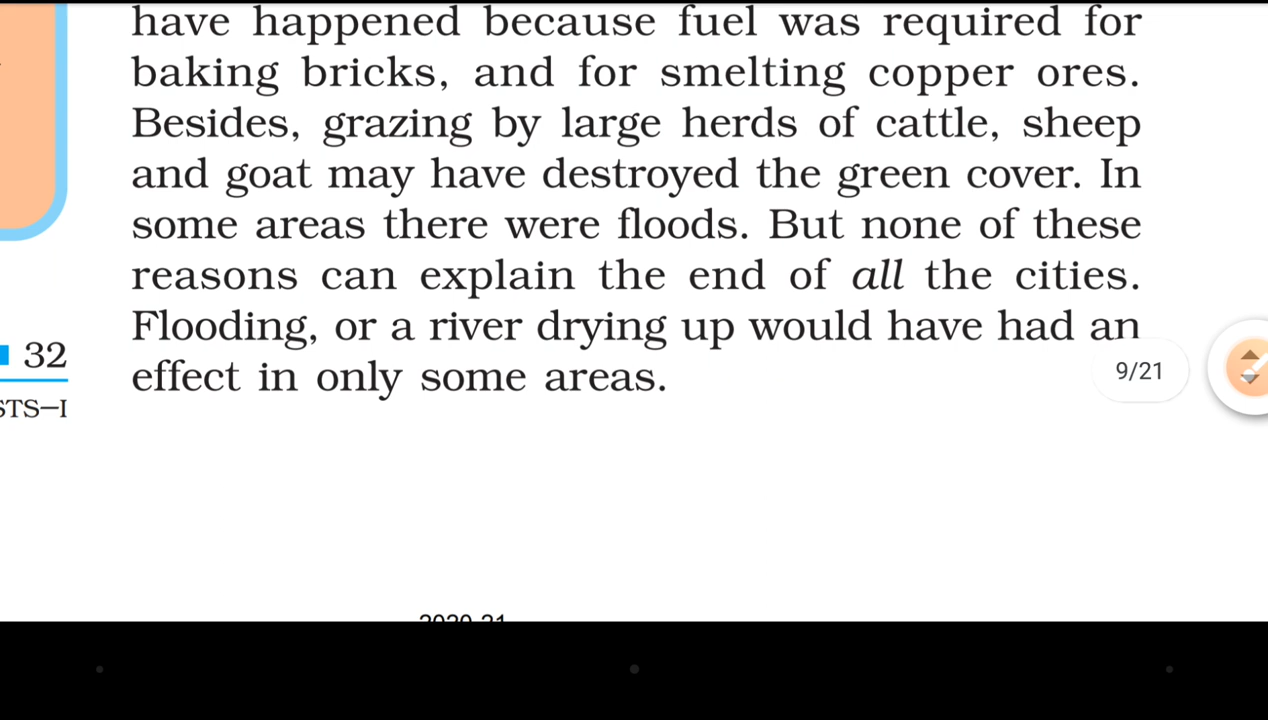 have happened because fuel was required for
baking bricks, and for smelting copper ores.
Besides, grazing by large herds of cattle, sheep
and goat may have destroyed the green cover. In
some areas there were floods. But none of these
reasons can explain the end of all the cities.
Flooding, or a river drying up would have had an
effect in only some areas.
32
STS–I
9/21
2020-21